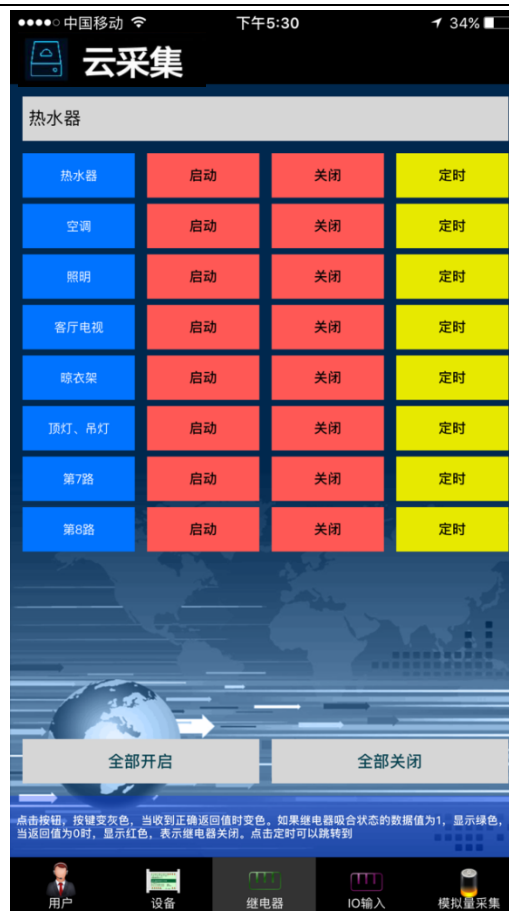 中国移动 下午5:30 34%
云采集
热水器
热水器 启动 关闭 定时
空调 启动 关闭 定时
照明 启动 关闭 定时
客厅电视 启动 关闭 定时
晾衣架 启动 关闭 定时
顶灯、吊灯 启动 关闭 定时
第7路 启动 关闭 定时
第8路 启动 关闭 定时
全部开启 全部关闭
点击按钮，按键变灰色，当收到正确返回值时变色。如果继电器吸合状态的数据值为1，显示绿色，
当返回值为0时，显示红色，表示继电器关闭。点击定时可以跳转到
用户 设备 继电器 IO输入 模拟量采集